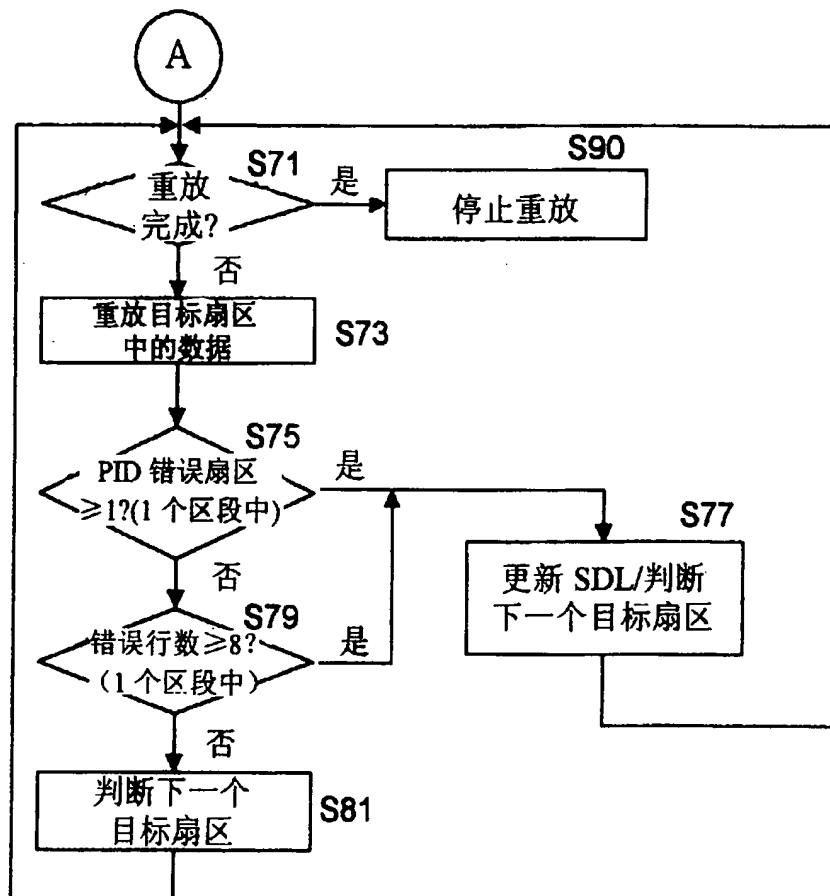 A
S90
S71
重放
完成?
是
停止重放
否
重放目标扇区
中的数据
S73
S75
PID 错误扇区
≥1?(1 个区段中)
是
S77
否
更新 SDL/判断
下一个目标扇区
S79
错误行数≥8?
(1 个区段中)
是
否
判断下一个
目标扇区
S81